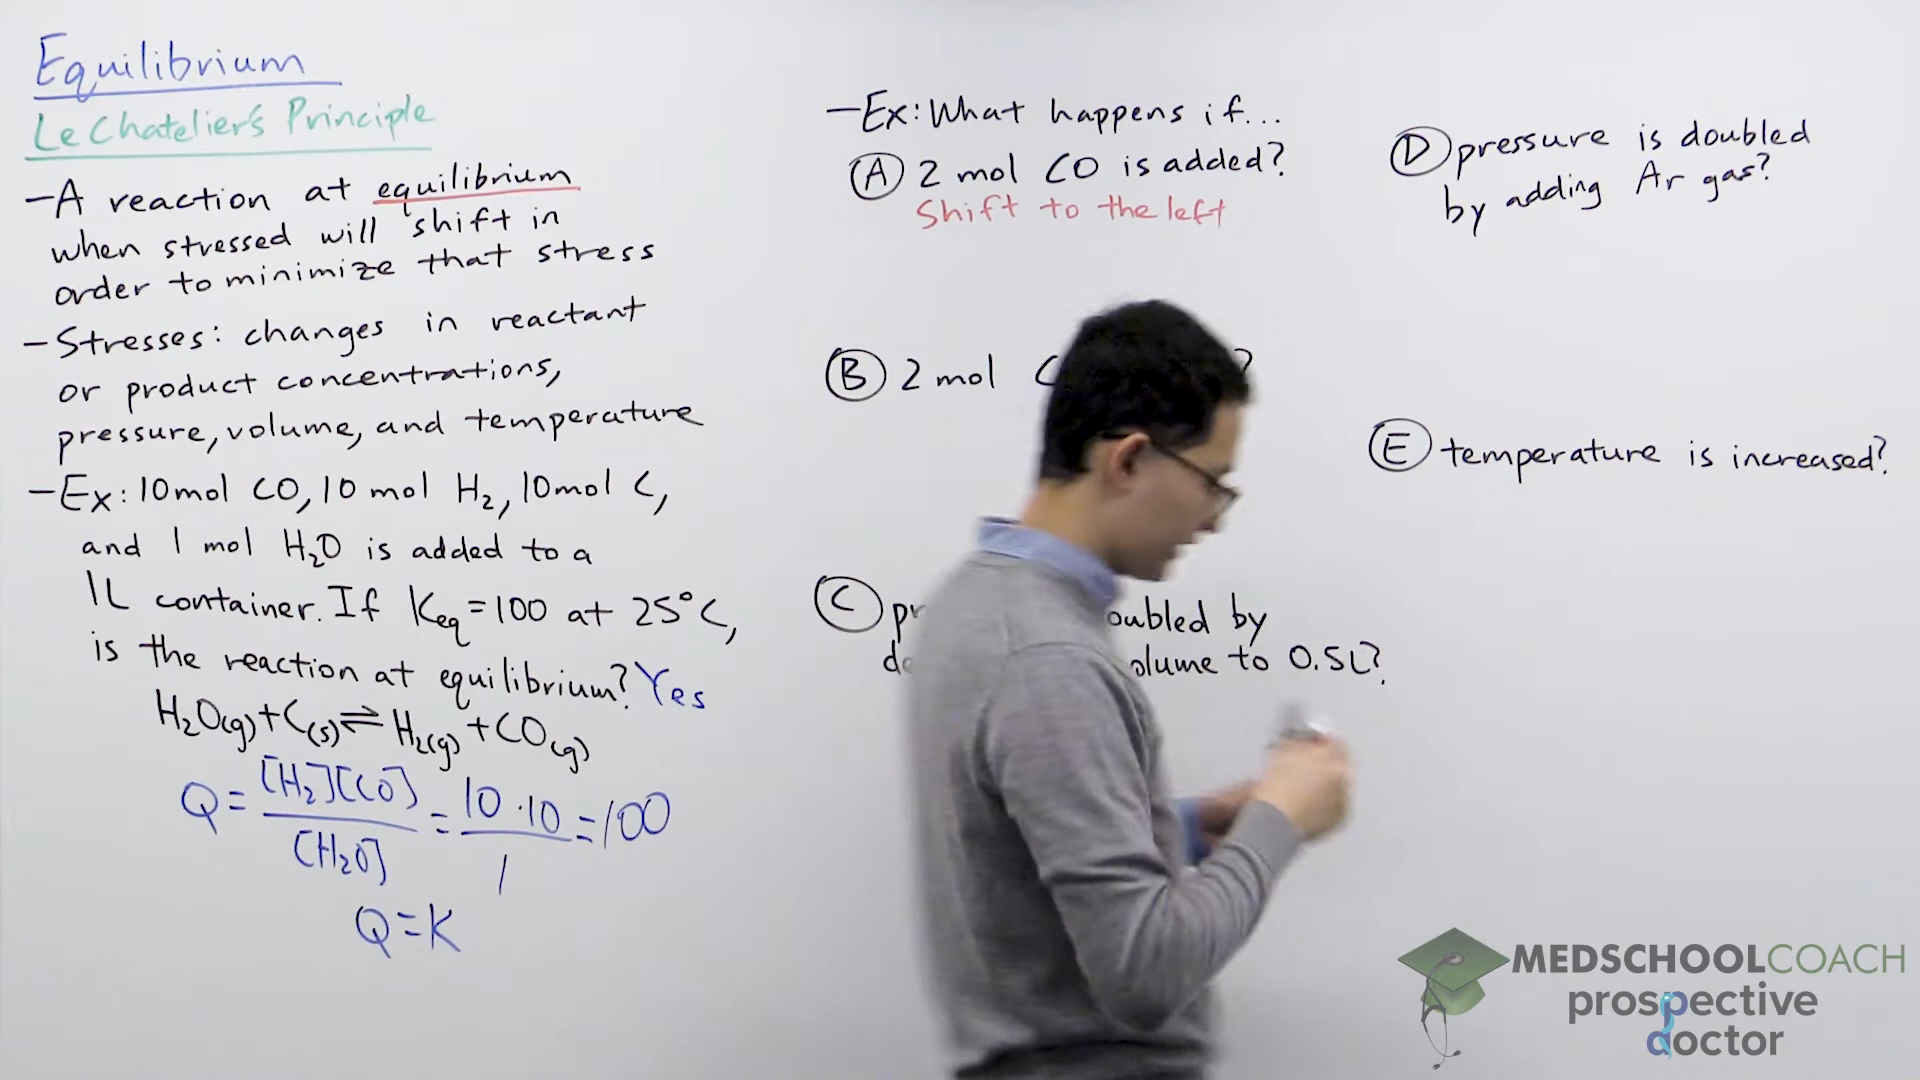 Equilibrium
Le Chatelier's Principle
- A reaction at equilibrium
when stressed will shift in
order to minimize that stress
- Stresses: changes in reactant
or product concentrations,
pressure, volume, and temperature
- Ex: 10 mol CO, 10 mol H₂, 10 mol C,
and 1 mol H₂O is added to a
1L container. If Keq = 100 at 25°C,
is the reaction at equilibrium? Yes
H₂O(g) + C(s) ⇌ H₂(g) + CO(g)
Q = [H₂][CO] / [H₂O] = 10 · 10 / 1 = 100
Q = K
- Ex: What happens if...
A 2 mol CO is added?
Shift to the left
B 2 mol ?
C by
to 0.5L?
D pressure is doubled
by adding Ar gas?
E temperature is increased?
MEDSCHOOLCOACH
prospective
doctor